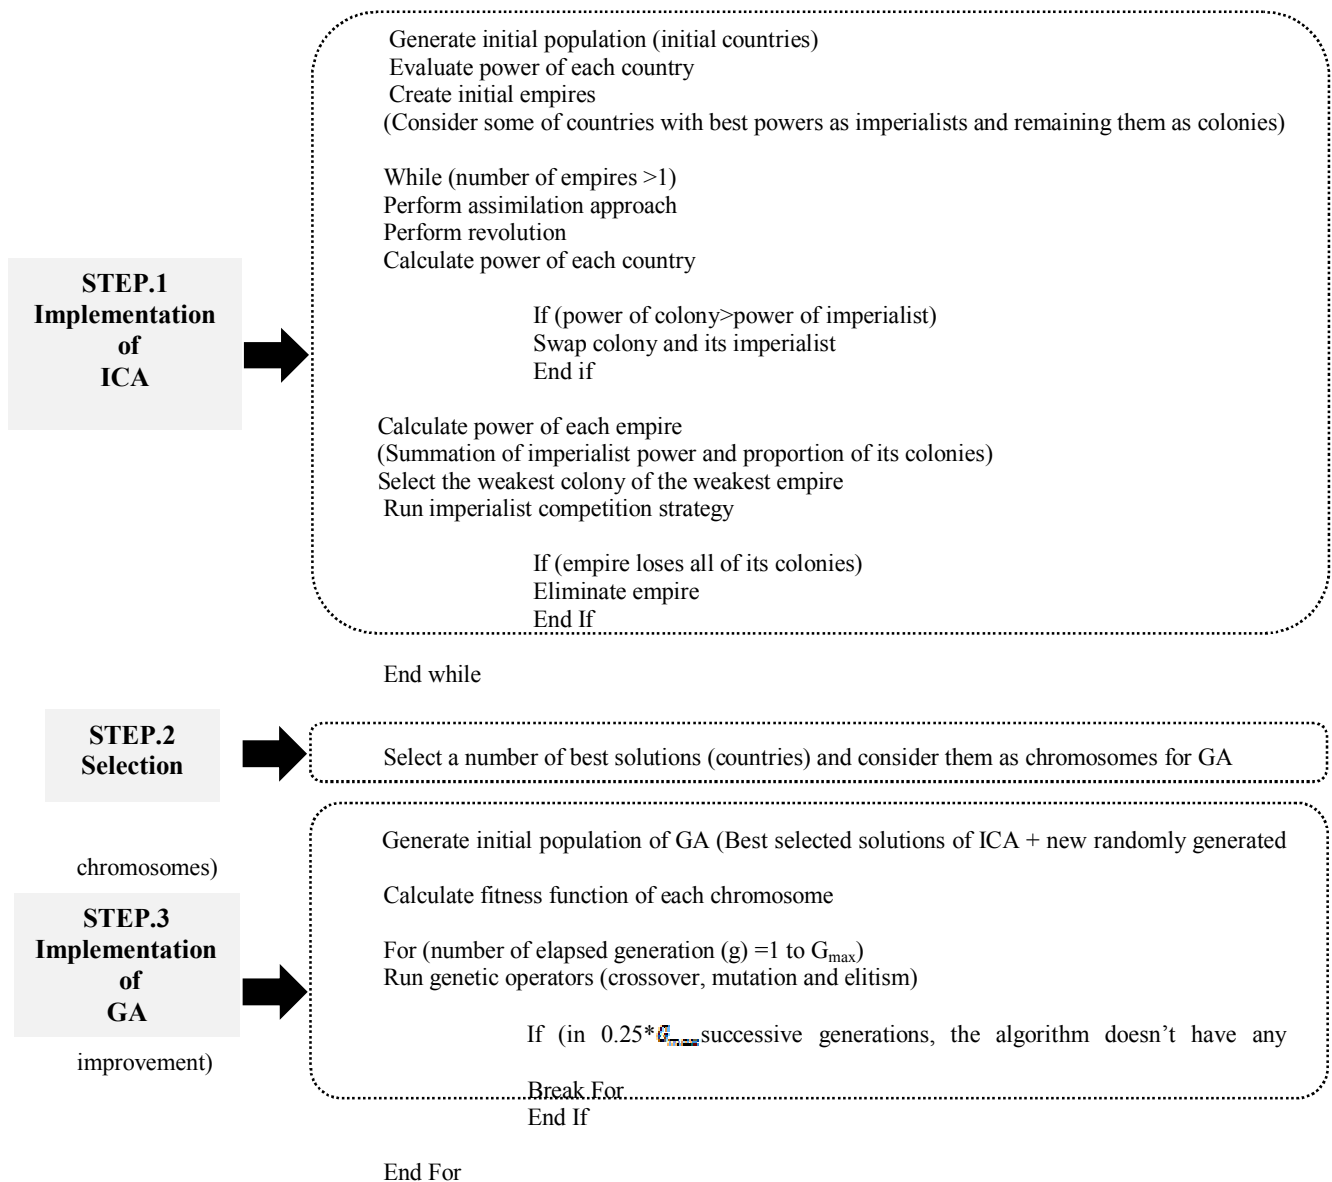 Generate initial population (initial countries)
Evaluate power of each country
Create initial empires
(Consider some of countries with best powers as imperialists and remaining them as colonies)
While (number of empires >1)
Perform assimilation approach
Perform revolution
Calculate power of each country
STEP.1
Implementation
of
ICA
If (power of colony>power of imperialist)
Swap colony and its imperialist
End if
Calculate power of each empire
(Summation of imperialist power and proportion of its colonies)
Select the weakest colony of the weakest empire
Run imperialist competition strategy
If (empire loses all of its colonies)
Eliminate empire
End If
End while
STEP.2
Selection
Select a number of best solutions (countries) and consider them as chromosomes for GA
Generate initial population of GA (Best selected solutions of ICA + new randomly generated
chromosomes)
Calculate fitness function of each chromosome
STEP.3
Implementation
of
GA
For (number of elapsed generation (g) =1 to Gmax)
Run genetic operators (crossover, mutation and elitism)
If (in 0.25* successive generations, the algorithm doesn’t have any
improvement)
Break For
End If
End For